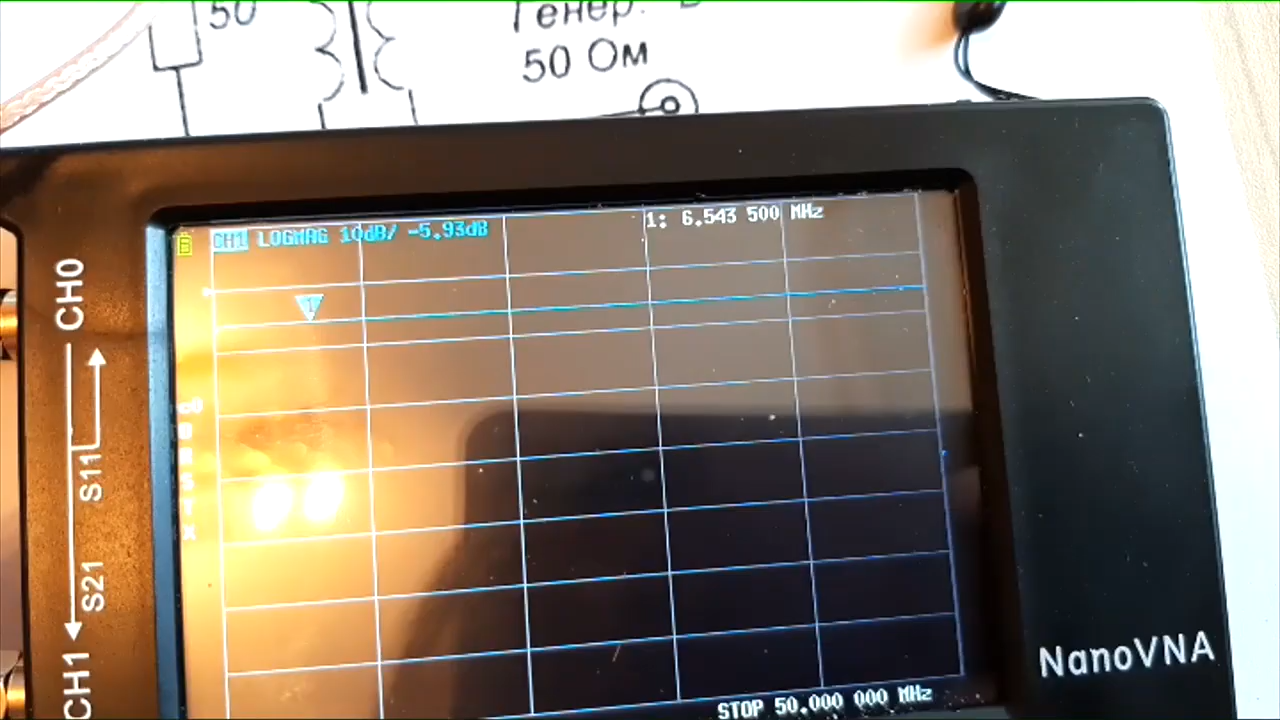 50
Генер.
50 Ом
CH1 LOGMAG 10dB/ -5.93dB
1: 6.543 500 MHz
1
CH0
S11
S21
CH1
STOP 50.000 000 MHz
NanoVNA